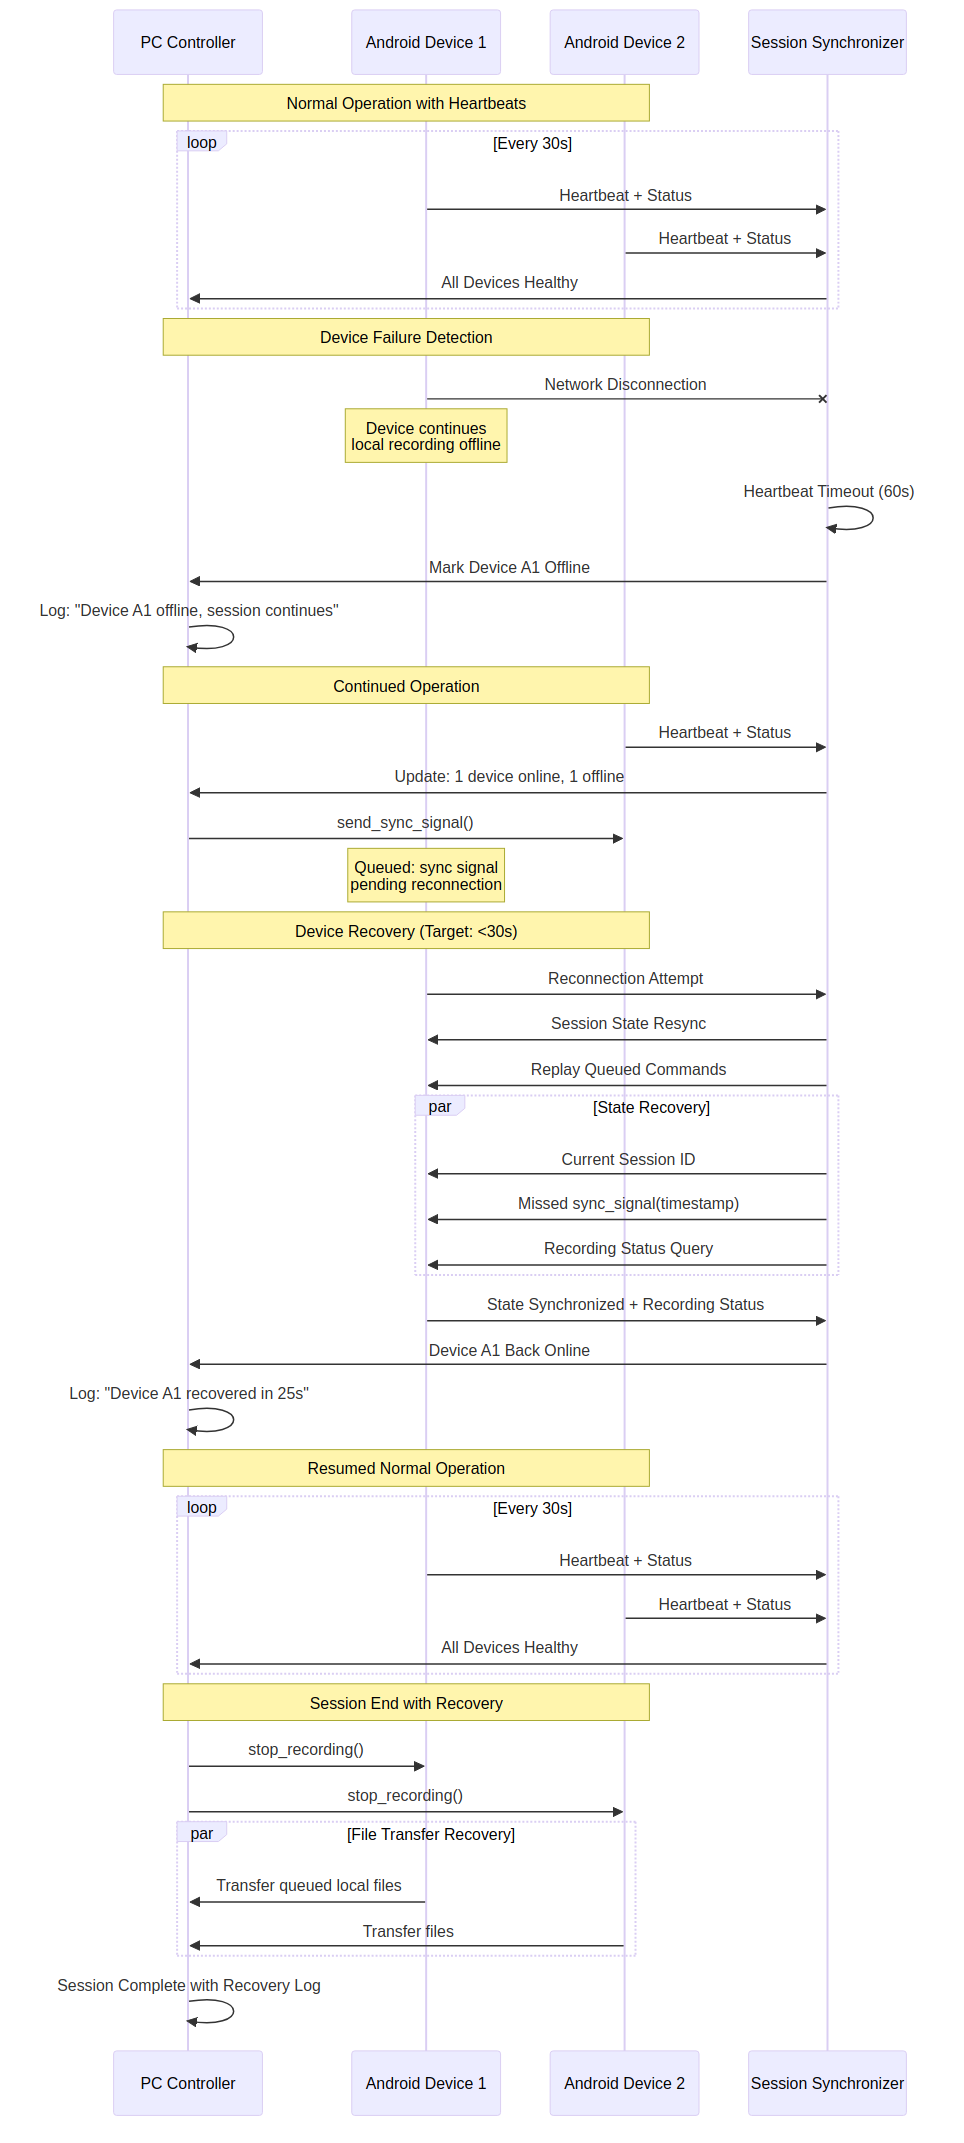 PC Controller
Android Device 1
Android Device 2
Session Synchronizer
Normal Operation with Heartbeats
loop
[Every 30s]
Heartbeat + Status
Heartbeat + Status
All Devices Healthy
Device Failure Detection
Network Disconnection
Device continues
local recording offline
Heartbeat Timeout (60s)
Mark Device A1 Offline
Log: "Device A1 offline, session continues"
Continued Operation
Heartbeat + Status
Update: 1 device online, 1 offline
send_sync_signal()
Queued: sync signal
pending reconnection
Device Recovery (Target: <30s)
Reconnection Attempt
Session State Resync
Replay Queued Commands
par
[State Recovery]
Current Session ID
Missed sync_signal(timestamp)
Recording Status Query
State Synchronized + Recording Status
Device A1 Back Online
Log: "Device A1 recovered in 25s"
Resumed Normal Operation
loop
[Every 30s]
Heartbeat + Status
Heartbeat + Status
All Devices Healthy
Session End with Recovery
stop_recording()
stop_recording()
par
[File Transfer Recovery]
Transfer queued local files
Transfer files
Session Complete with Recovery Log
PC Controller
Android Device 1
Android Device 2
Session Synchronizer